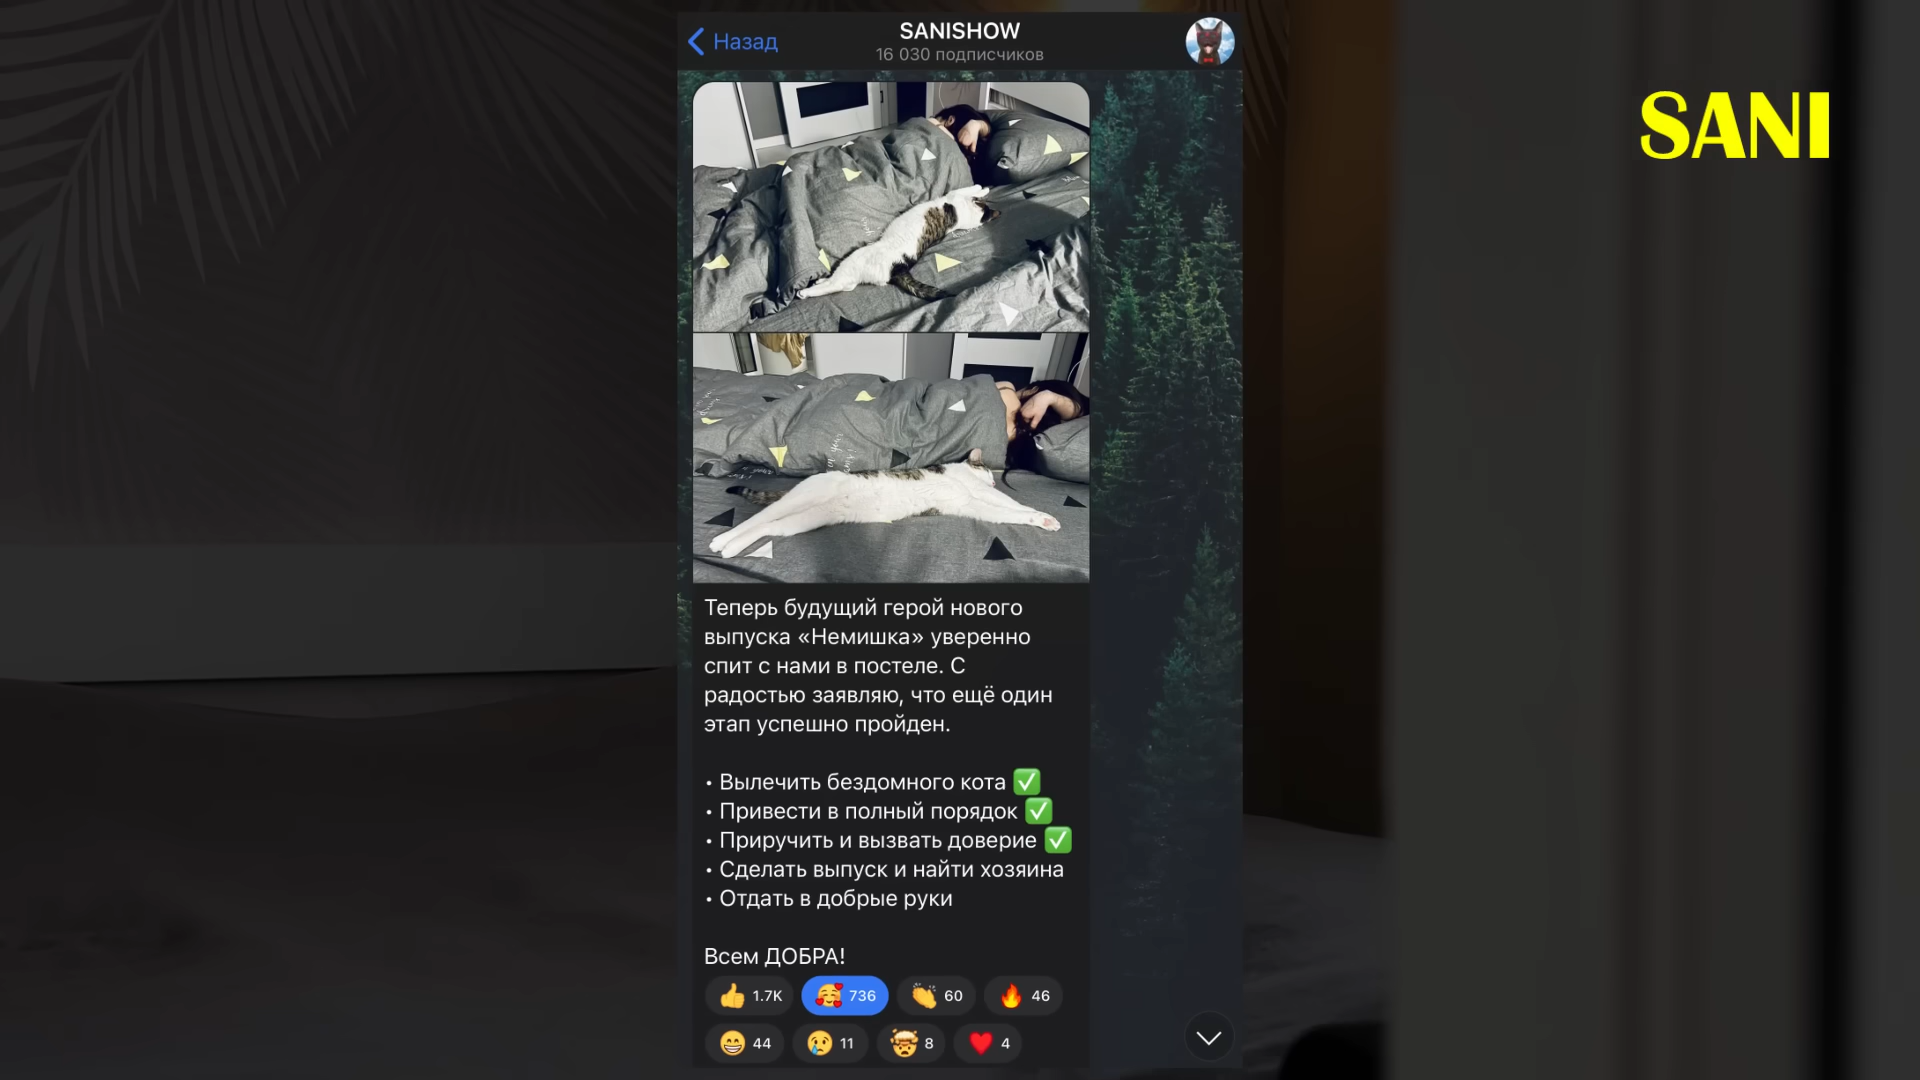 Назад
SANISHOW
16 030 подписчиков
SANI
Теперь будущий герой нового
выпуска «Немишка» уверенно
спит с нами в постеле. С
радостью заявляю, что ещё один
этап успешно пройден.
• Вылечить бездомного кота ✅
• Привести в полный порядок ✅
• Приручить и вызвать доверие ✅
• Сделать выпуск и найти хозяина
• Отдать в добрые руки
Всем ДОБРА!
👍 1.7K 🥰 736 👏 60 🔥 46
😁 44 😢 11 🤯 8 ❤️ 4